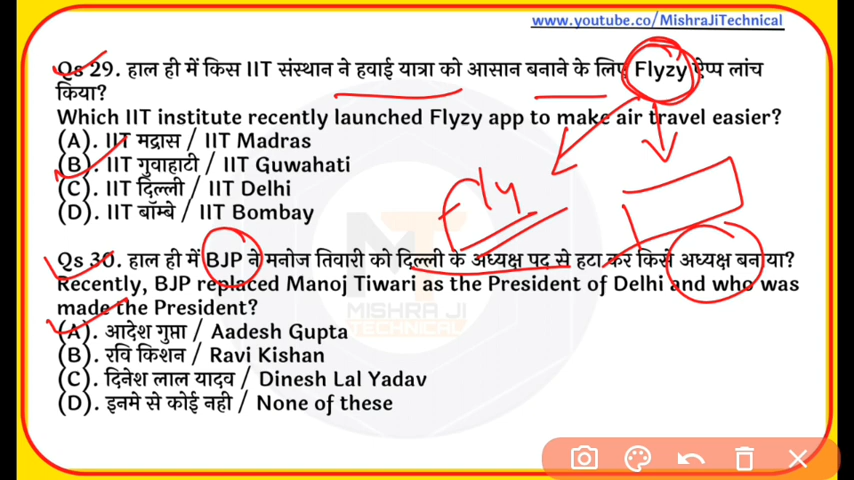 www.youtube.co/MishraJiTechnical
Qs 29. हाल ही में किस IIT संस्थान ने हवाई यात्रा को आसान बनाने के लिए Flyzy ऐप्प लांच
किया?
Which IIT institute recently launched Flyzy app to make air travel easier?
(A). IIT मद्रास / IIT Madras
(B). IIT गुवाहाटी / IIT Guwahati
(C). IIT दिल्ली / IIT Delhi
(D). IIT बॉम्बे / IIT Bombay
Fly
Qs 30. हाल ही में BJP ने मनोज तिवारी को दिल्ली के अध्यक्ष पद से हटा कर किसे अध्यक्ष बनाया?
Recently, BJP replaced Manoj Tiwari as the President of Delhi and who was
made the President?
(A). आदेश गुप्ता / Aadesh Gupta
(B). रवि किशन / Ravi Kishan
(C). दिनेश लाल यादव / Dinesh Lal Yadav
(D). इनमे से कोई नही / None of these
MT
MISHRA JI
TECHNICAL